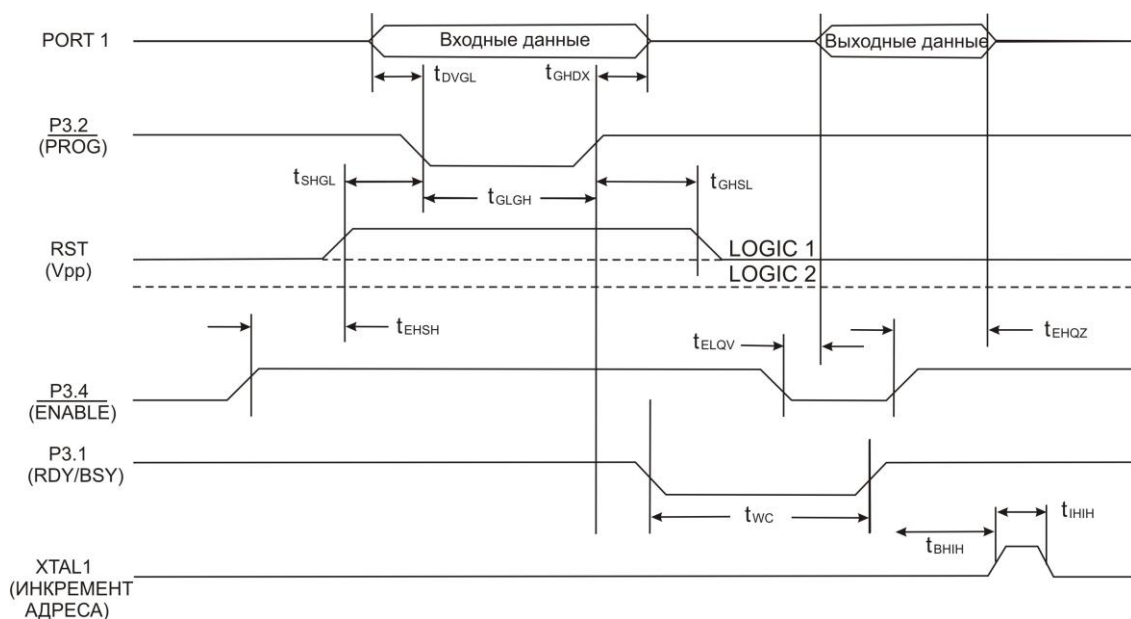 PORT 1
Входные данные
Выходные данные
tDVGL
tGHDX
P3.2
(PROG)
tSHGL
tGLGH
tGHSL
RST
(Vpp)
LOGIC 1
LOGIC 2
tEHSH
tELQV
tEHQZ
P3.4
(ENABLE)
P3.1
(RDY/BSY)
tWC
tBHIH
tIHIH
XTAL1
(ИНКРЕМЕНТ
АДРЕСА)